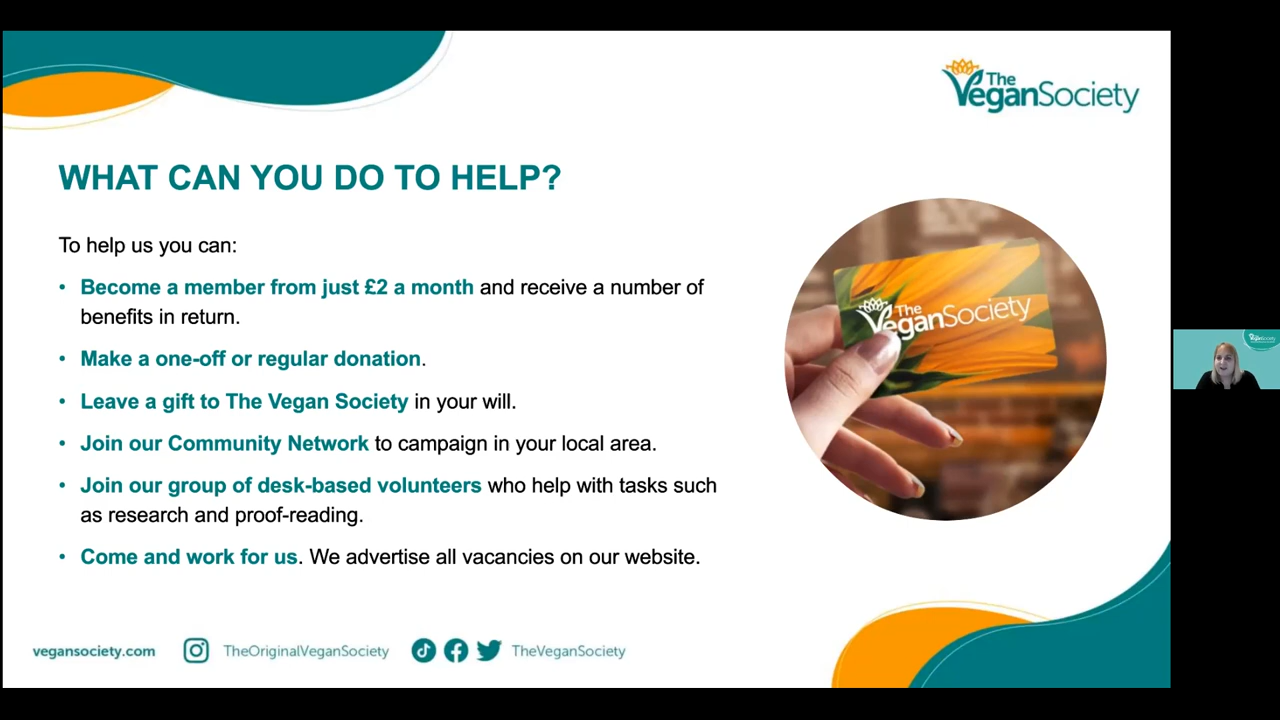 The
VeganSociety
WHAT CAN YOU DO TO HELP?
To help us you can:
• Become a member from just £2 a month and receive a number of
benefits in return.
• Make a one-off or regular donation.
• Leave a gift to The Vegan Society in your will.
• Join our Community Network to campaign in your local area.
• Join our group of desk-based volunteers who help with tasks such
as research and proof-reading.
• Come and work for us. We advertise all vacancies on our website.
The
VeganSociety
vegansociety.com TheOriginalVeganSociety TheVeganSociety